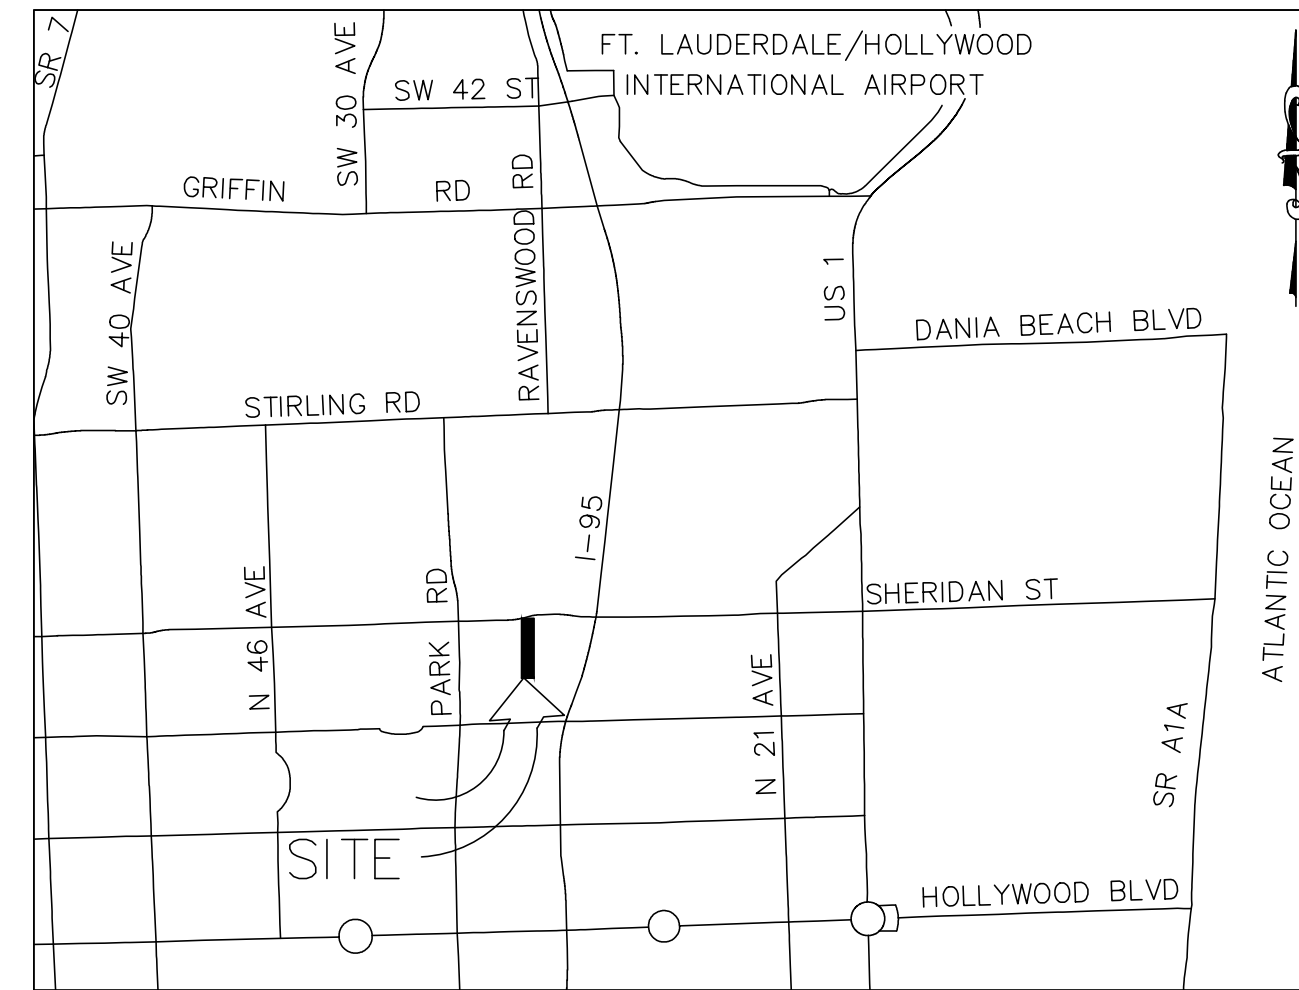 SR 7
SW 30 AVE
FT. LAUDERDALE/HOLLYWOOD
INTERNATIONAL AIRPORT
SW 42 ST
GRIFFIN RD
RAVENSWOOD RD
SW 40 AVE
US 1
DANIA BEACH BLVD
STIRLING RD
I-95
ATLANTIC OCEAN
N 46 AVE
PARK RD
SHERIDAN ST
N 21 AVE
SR A1A
SITE
HOLLYWOOD BLVD